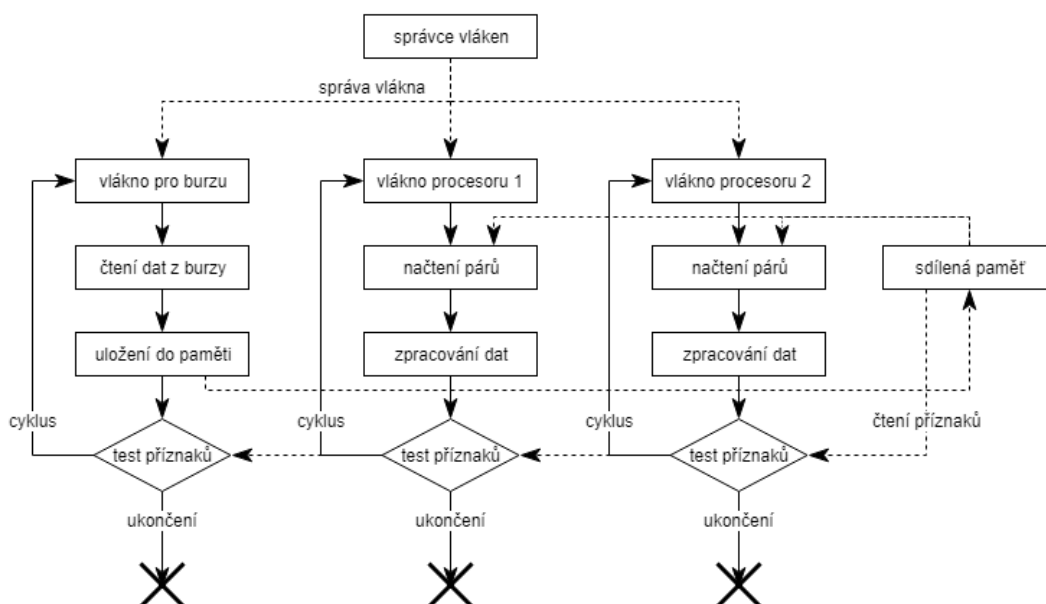 správce vláken
správa vlákna
vlákno pro burzu
vlákno procesoru 1
vlákno procesoru 2
čtení dat z burzy
načtení párů
načtení párů
sdílená paměť
uložení do paměti
zpracování dat
zpracování dat
cyklus
cyklus
cyklus
čtení příznaků
test příznaků
test příznaků
test příznaků
ukončení
ukončení
ukončení